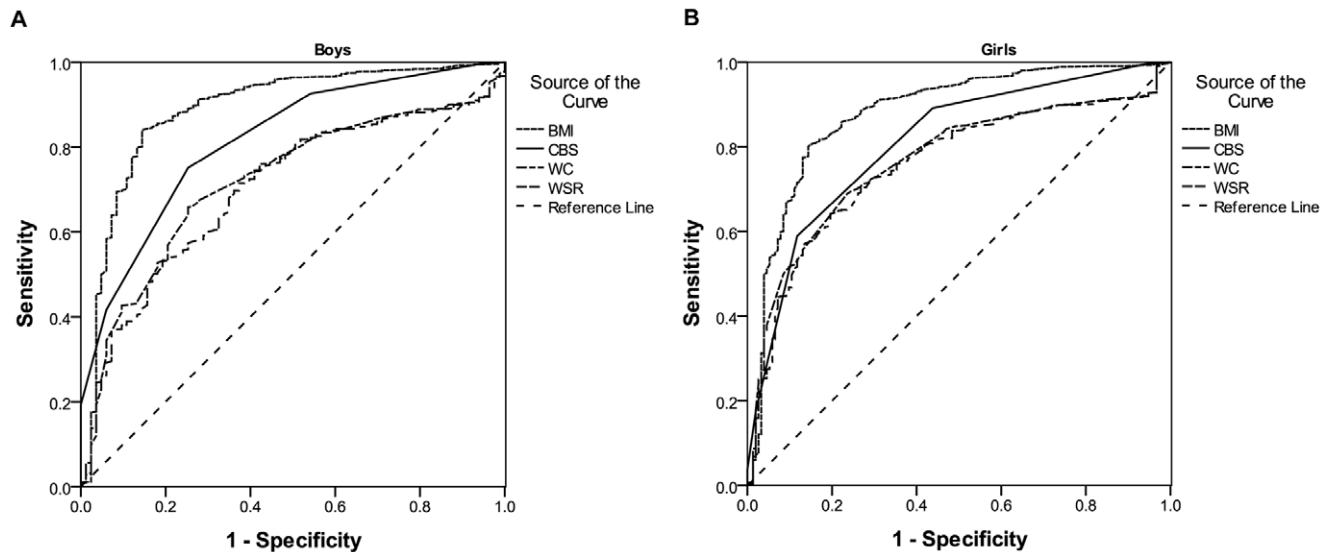 A
Boys
1.0
0.8
0.6
0.4
0.2
0.0
Sensitivity
0.0 0.2 0.4 0.6 0.8 1.0
1 - Specificity
Source of the
Curve
BMI
CBS
WC
WSR
Reference Line
B
Girls
1.0
0.8
0.6
0.4
0.2
0.0
Sensitivity
0.0 0.2 0.4 0.6 0.8 1.0
1 - Specificity
Source of the
Curve
BMI
CBS
WC
WSR
Reference Line